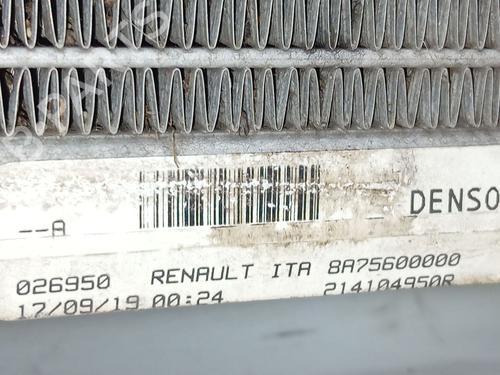 --A
DENSO
026950 RENAULT ITA 8A75600000
17/09/19 00:24 214104950R